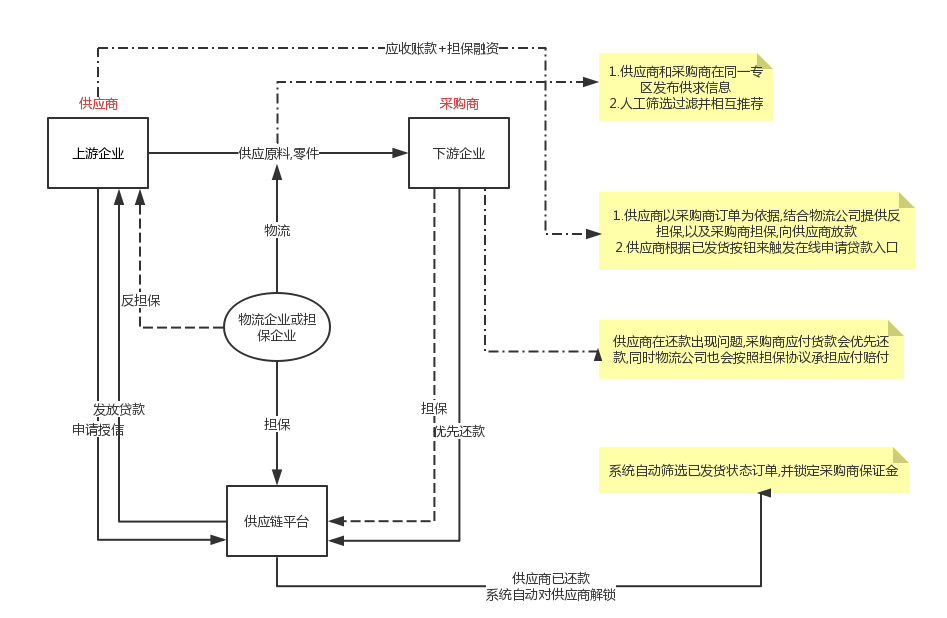 应收账款+担保融资
1.供应商和采购商在同一专
区发布供求信息
2.人工筛选过滤并相互推荐
供应商
采购商
上游企业
供应原料,零件
下游企业
1.供应商以采购商订单为依据,结合物流公司提供反
担保,以及采购商担保,向供应商放款
2.供应商根据已发货按钮来触发在线申请贷款入口
物流
反担保
物流企业或担
保企业
供应商在还款出现问题,采购商应付货款会优先还
款,同时物流公司也会按照担保协议承担应付赔付
发放贷款
申请授信
担保
担保
优先还款
系统自动筛选已发货状态订单,并锁定采购商保证金
供应链平台
供应商已还款
系统自动对供应商解锁